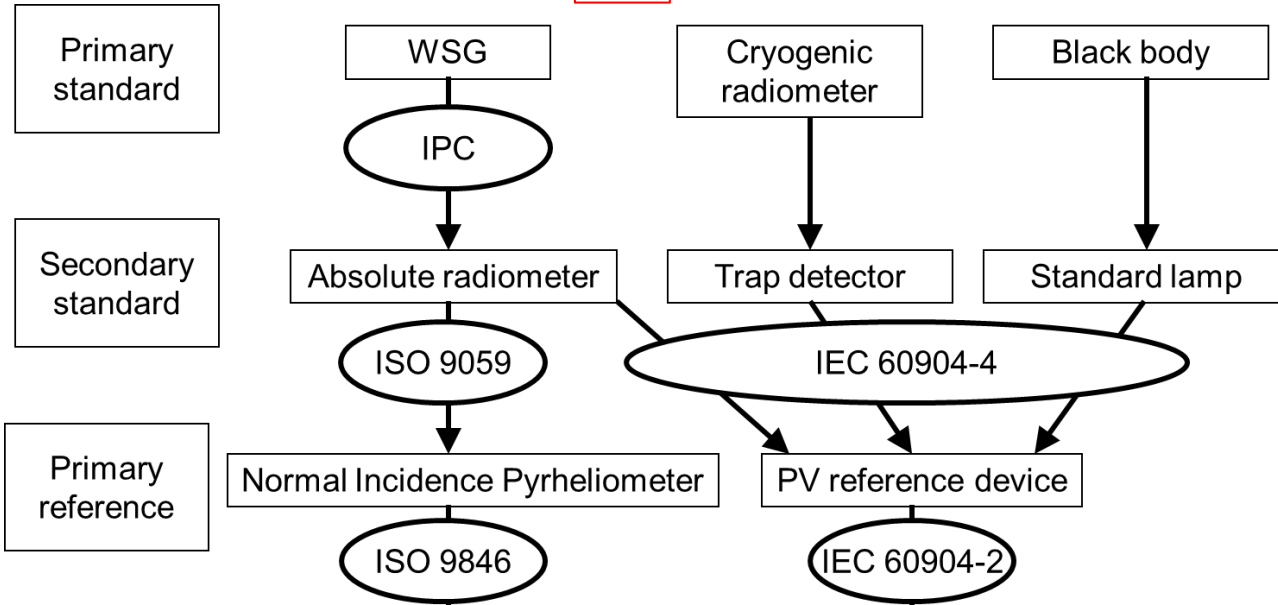 Primary
standard
WSG
Cryogenic
radiometer
Black body
IPC
Secondary
standard
Absolute radiometer
Trap detector
Standard lamp
ISO 9059
IEC 60904-4
Primary
reference
Normal Incidence Pyrheliometer
PV reference device
ISO 9846
IEC 60904-2